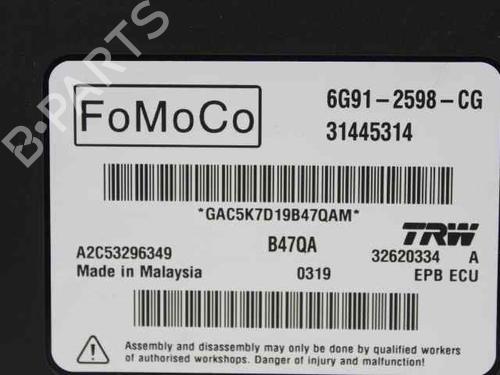 B-PARTS
FoMoCo
6G91-2598-CG
31445314
*GAC5K7D19B47QAM*
A2C53296349
B47QA
TRW
32620334 A
Made in Malaysia
0319
EPB ECU
Assembly and disassembly may only be done by qualified workers
of authorised workshops. Danger of injury and malfunction!